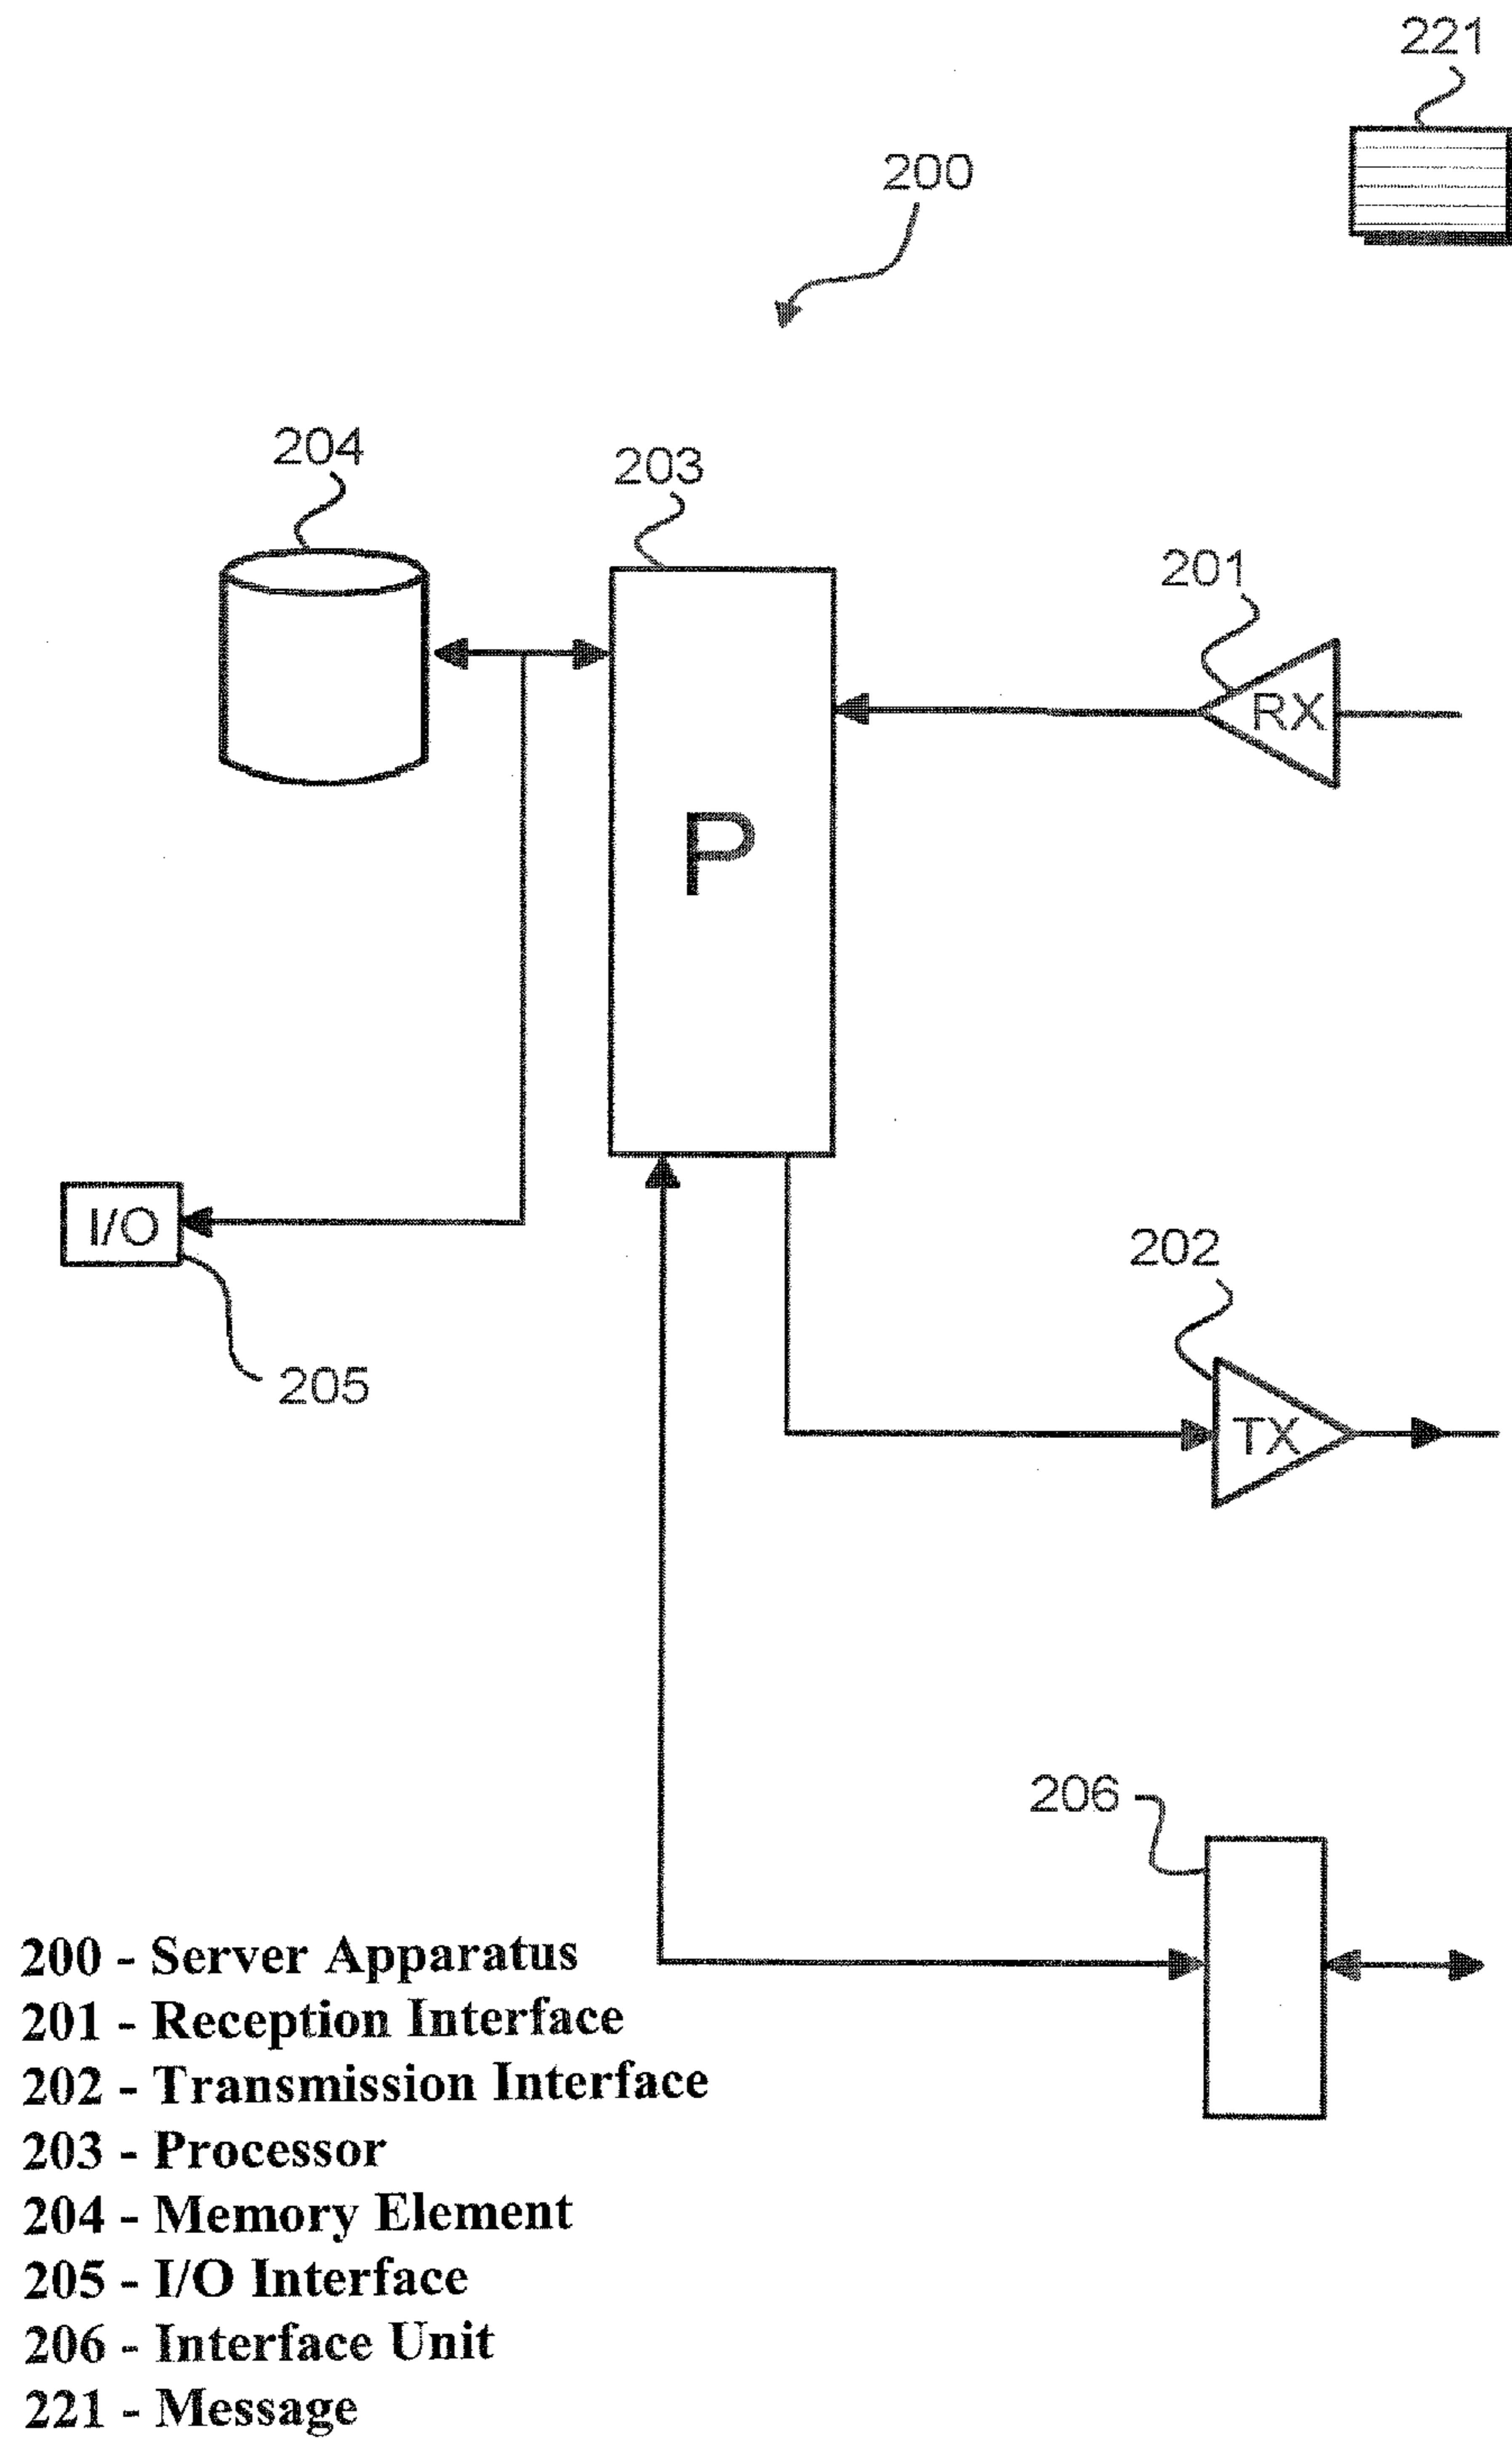 221
200
204
203
201
RX
P
I/O
205
202
TX
206
200 - Server Apparatus
201 - Reception Interface
202 - Transmission Interface
203 - Processor
204 - Memory Element
205 - I/O Interface
206 - Interface Unit
221 - Message